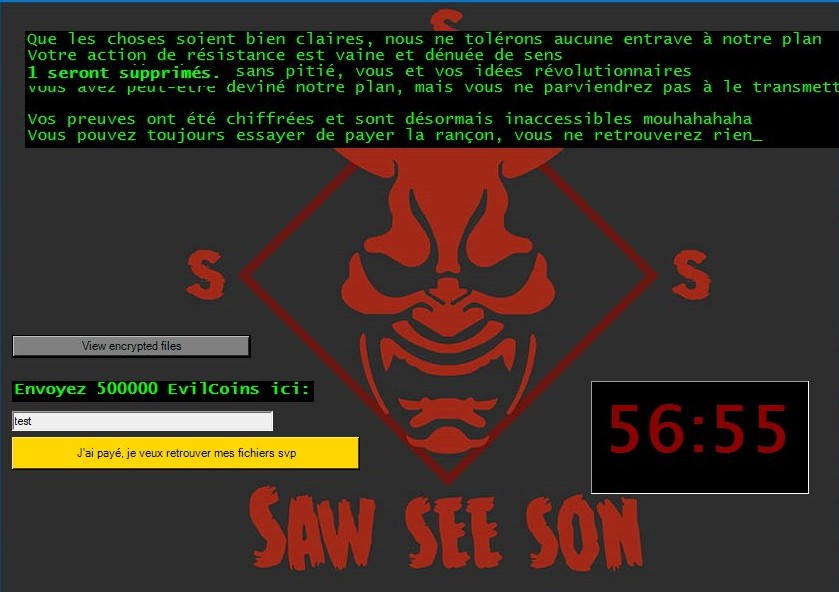 S
Que les choses soient bien claires, nous ne tolérons aucune entrave à notre plan
Votre action de résistance est vaine et dénuée de sens
1 seront supprimés. sans pitié, vous et vos idées révolutionnaires
Vous avez peut-être deviné notre plan, mais vous ne parviendrez pas à le transmett
Vos preuves ont été chiffrées et sont désormais inaccessibles mouhahahaha
Vous pouvez toujours essayer de payer la rançon, vous ne retrouverez rien_
S S
View encrypted files
Envoyez 500000 EvilCoins ici:
test
J'ai payé, je veux retrouver mes fichiers svp
56:55
SAW SEE SON